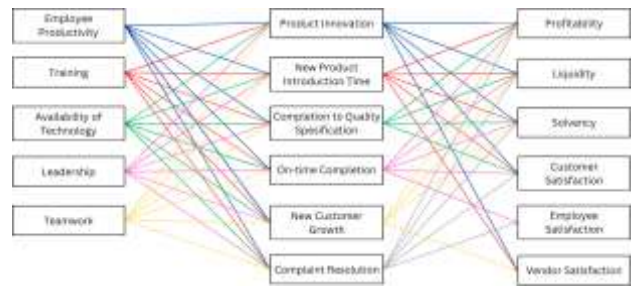 Employee
Productivity
Training
Availability of
Technology
Leadership
Teamwork
Product Innovation
New Product
Introduction Time
Completion to Quality
Spesification
On-time Completion
New Customer
Growth
Complaint Resolution
Profitability
Liquidity
Solvency
Customer
Satisfaction
Employee
Satisfaction
Vendor Satisfaction